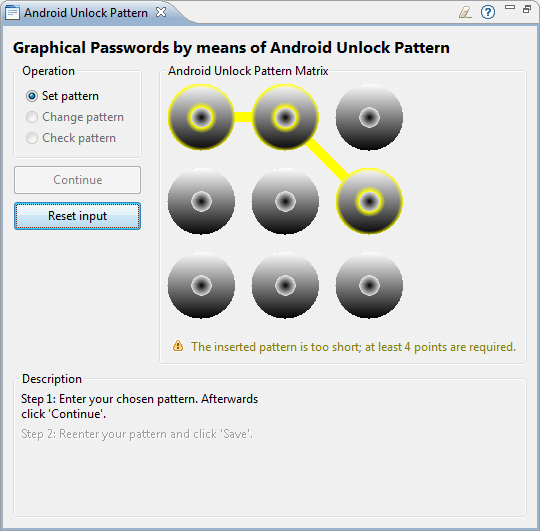 Android Unlock Pattern
Graphical Passwords by means of Android Unlock Pattern
Operation
Set pattern
Change pattern
Check pattern
Continue
Reset input
Android Unlock Pattern Matrix
The inserted pattern is too short; at least 4 points are required.
Description
Step 1: Enter your chosen pattern. Afterwards
click 'Continue'.
Step 2: Reenter your pattern and click 'Save'.